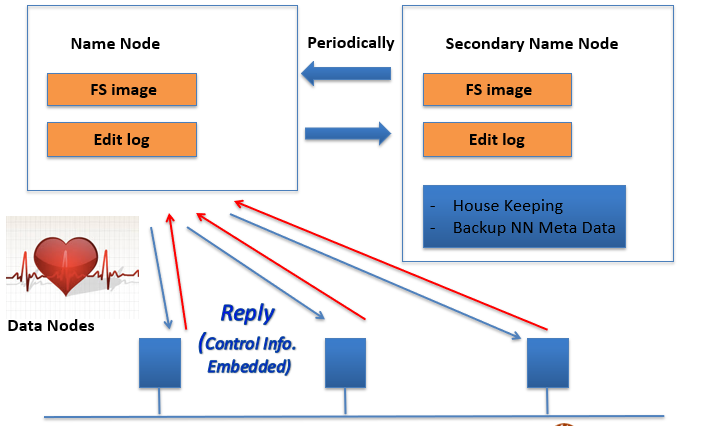 Name Node
Periodically
Secondary Name Node
FS image
Edit log
FS image
Edit log
- House Keeping
- Backup NN Meta Data
Data Nodes
Reply
(Control Info.
Embedded)